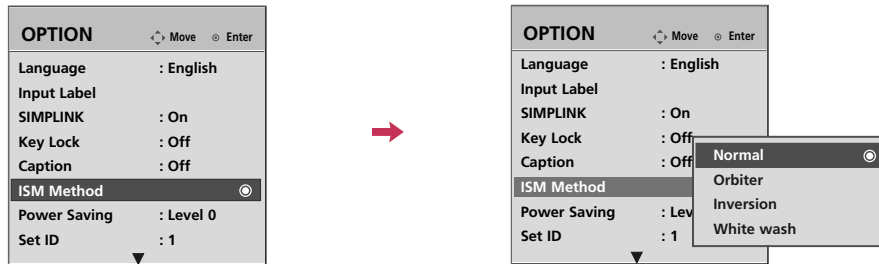 OPTION Move Enter
Language : English
Input Label
SIMPLINK : On
Key Lock : Off
Caption : Off
ISM Method
Power Saving : Level 0
Set ID : 1
OPTION Move Enter
Language : English
Input Label
SIMPLINK : On
Key Lock : Off
Caption : Off
ISM Method
Power Saving : Lev
Set ID : 1
Normal
Orbiter
Inversion
White wash